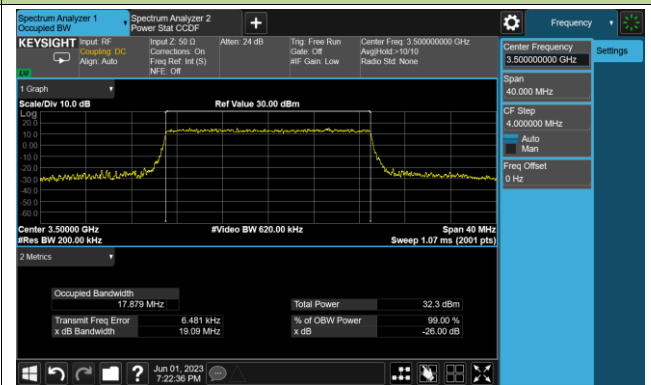 Spectrum Analyzer 1
Occupied BW
Spectrum Analyzer 2
Power Stat CCDF
+
Frequency
KEYSIGHT
Input: RF
Coupling: DC
Align: Auto
Input Z: 50 Ω
Corrections: On
Freq Ref: Int (S)
NFE: Off
Atten: 24 dB
Trig: Free Run
Gate: Off
#IF Gain: Low
Center Freq: 3.500000000 GHz
Avg|Hold:>10/10
Radio Std: None
1 Graph
Scale/Div 10.0 dB
Ref Value 30.00 dBm
Log
20.0
10.0
0.00
-10.0
-20.0
-30.0
-40.0
-50.0
-60.0
Center 3.50000 GHz
#Video BW 620.00 kHz
Span 40 MHz
#Res BW 200.00 kHz
Sweep 1.07 ms (2001 pts)
2 Metrics
Occupied Bandwidth
17.879 MHz
Total Power
32.3 dBm
Transmit Freq Error
6.481 kHz
% of OBW Power
99.00 %
x dB Bandwidth
19.09 MHz
x dB
-26.00 dB
Center Frequency
3.500000000 GHz
Settings
Span
40.000 MHz
CF Step
4.000000 MHz
Auto
Man
Freq Offset
0 Hz
?
Jun 01, 2023
7:22:36 PM